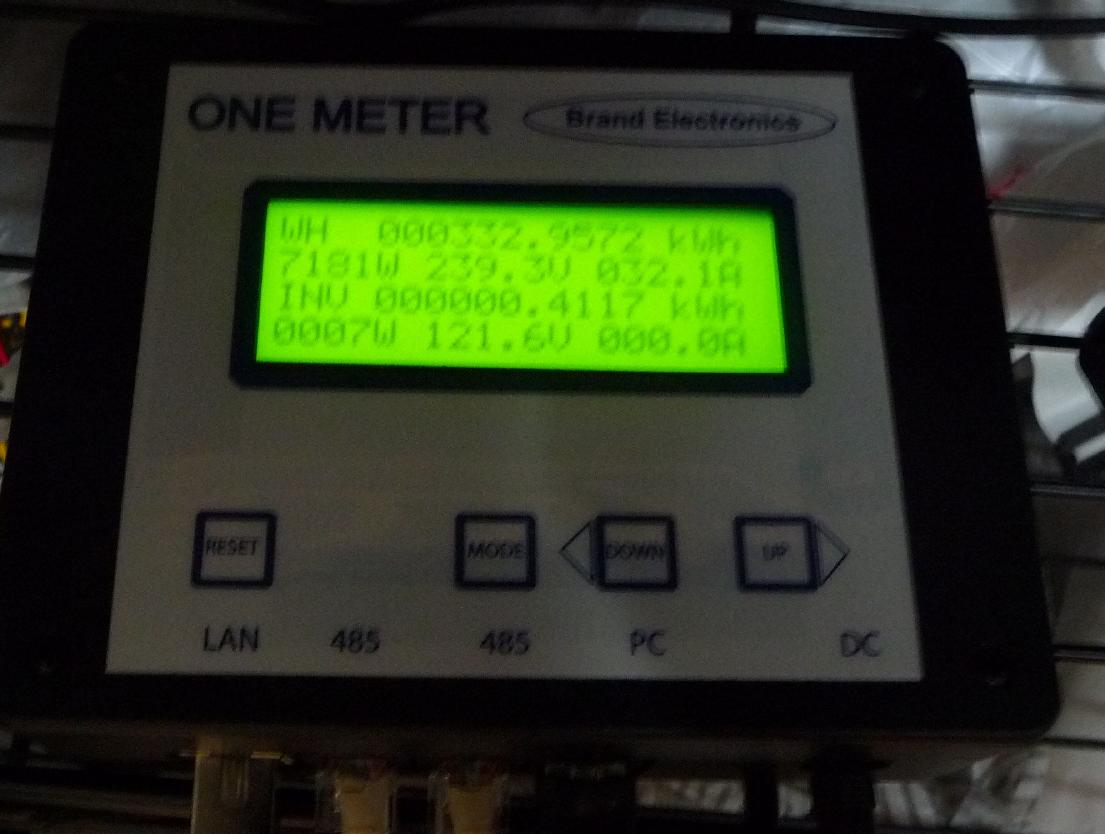 ONE METER Brand Electronics
WH 000332.9572 kWh
7181W 239.3V 032.1A
INV 000000.4117 kWh
0007W 121.6V 000.0A
RESET MODE DOWN UP
LAN 485 485 PC DC